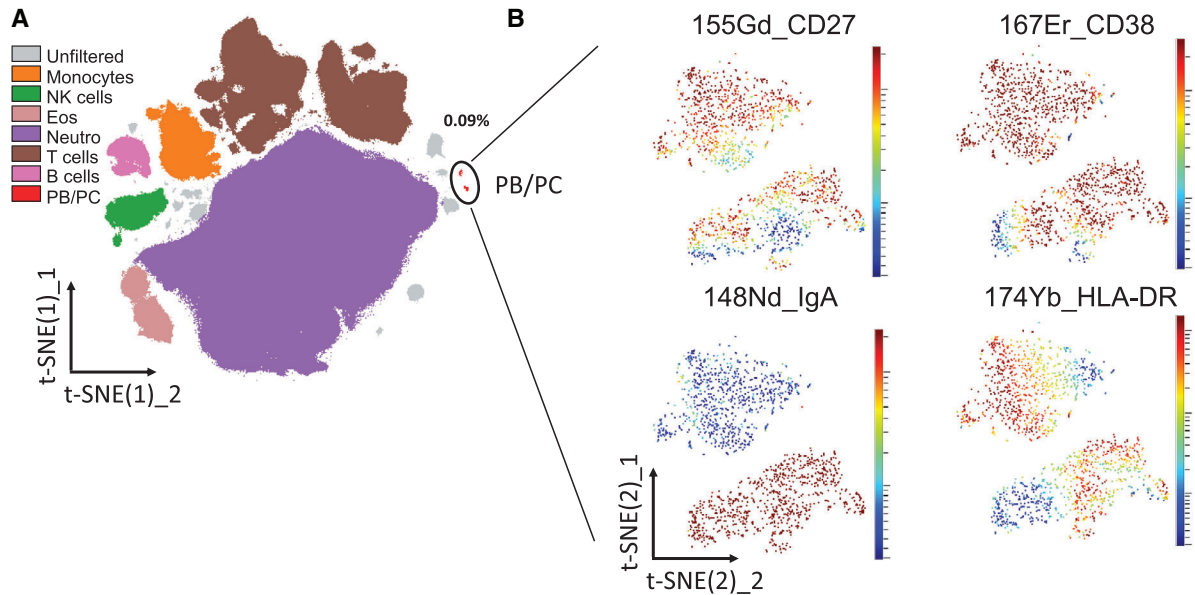 A
Unfiltered
Monocytes
NK cells
Eos
Neutro
T cells
B cells
PB/PC
0.09%
PB/PC
t-SNE(1)_1
t-SNE(1)_2
B
155Gd_CD27
167Er_CD38
148Nd_IgA
174Yb_HLA-DR
t-SNE(2)_1
t-SNE(2)_2